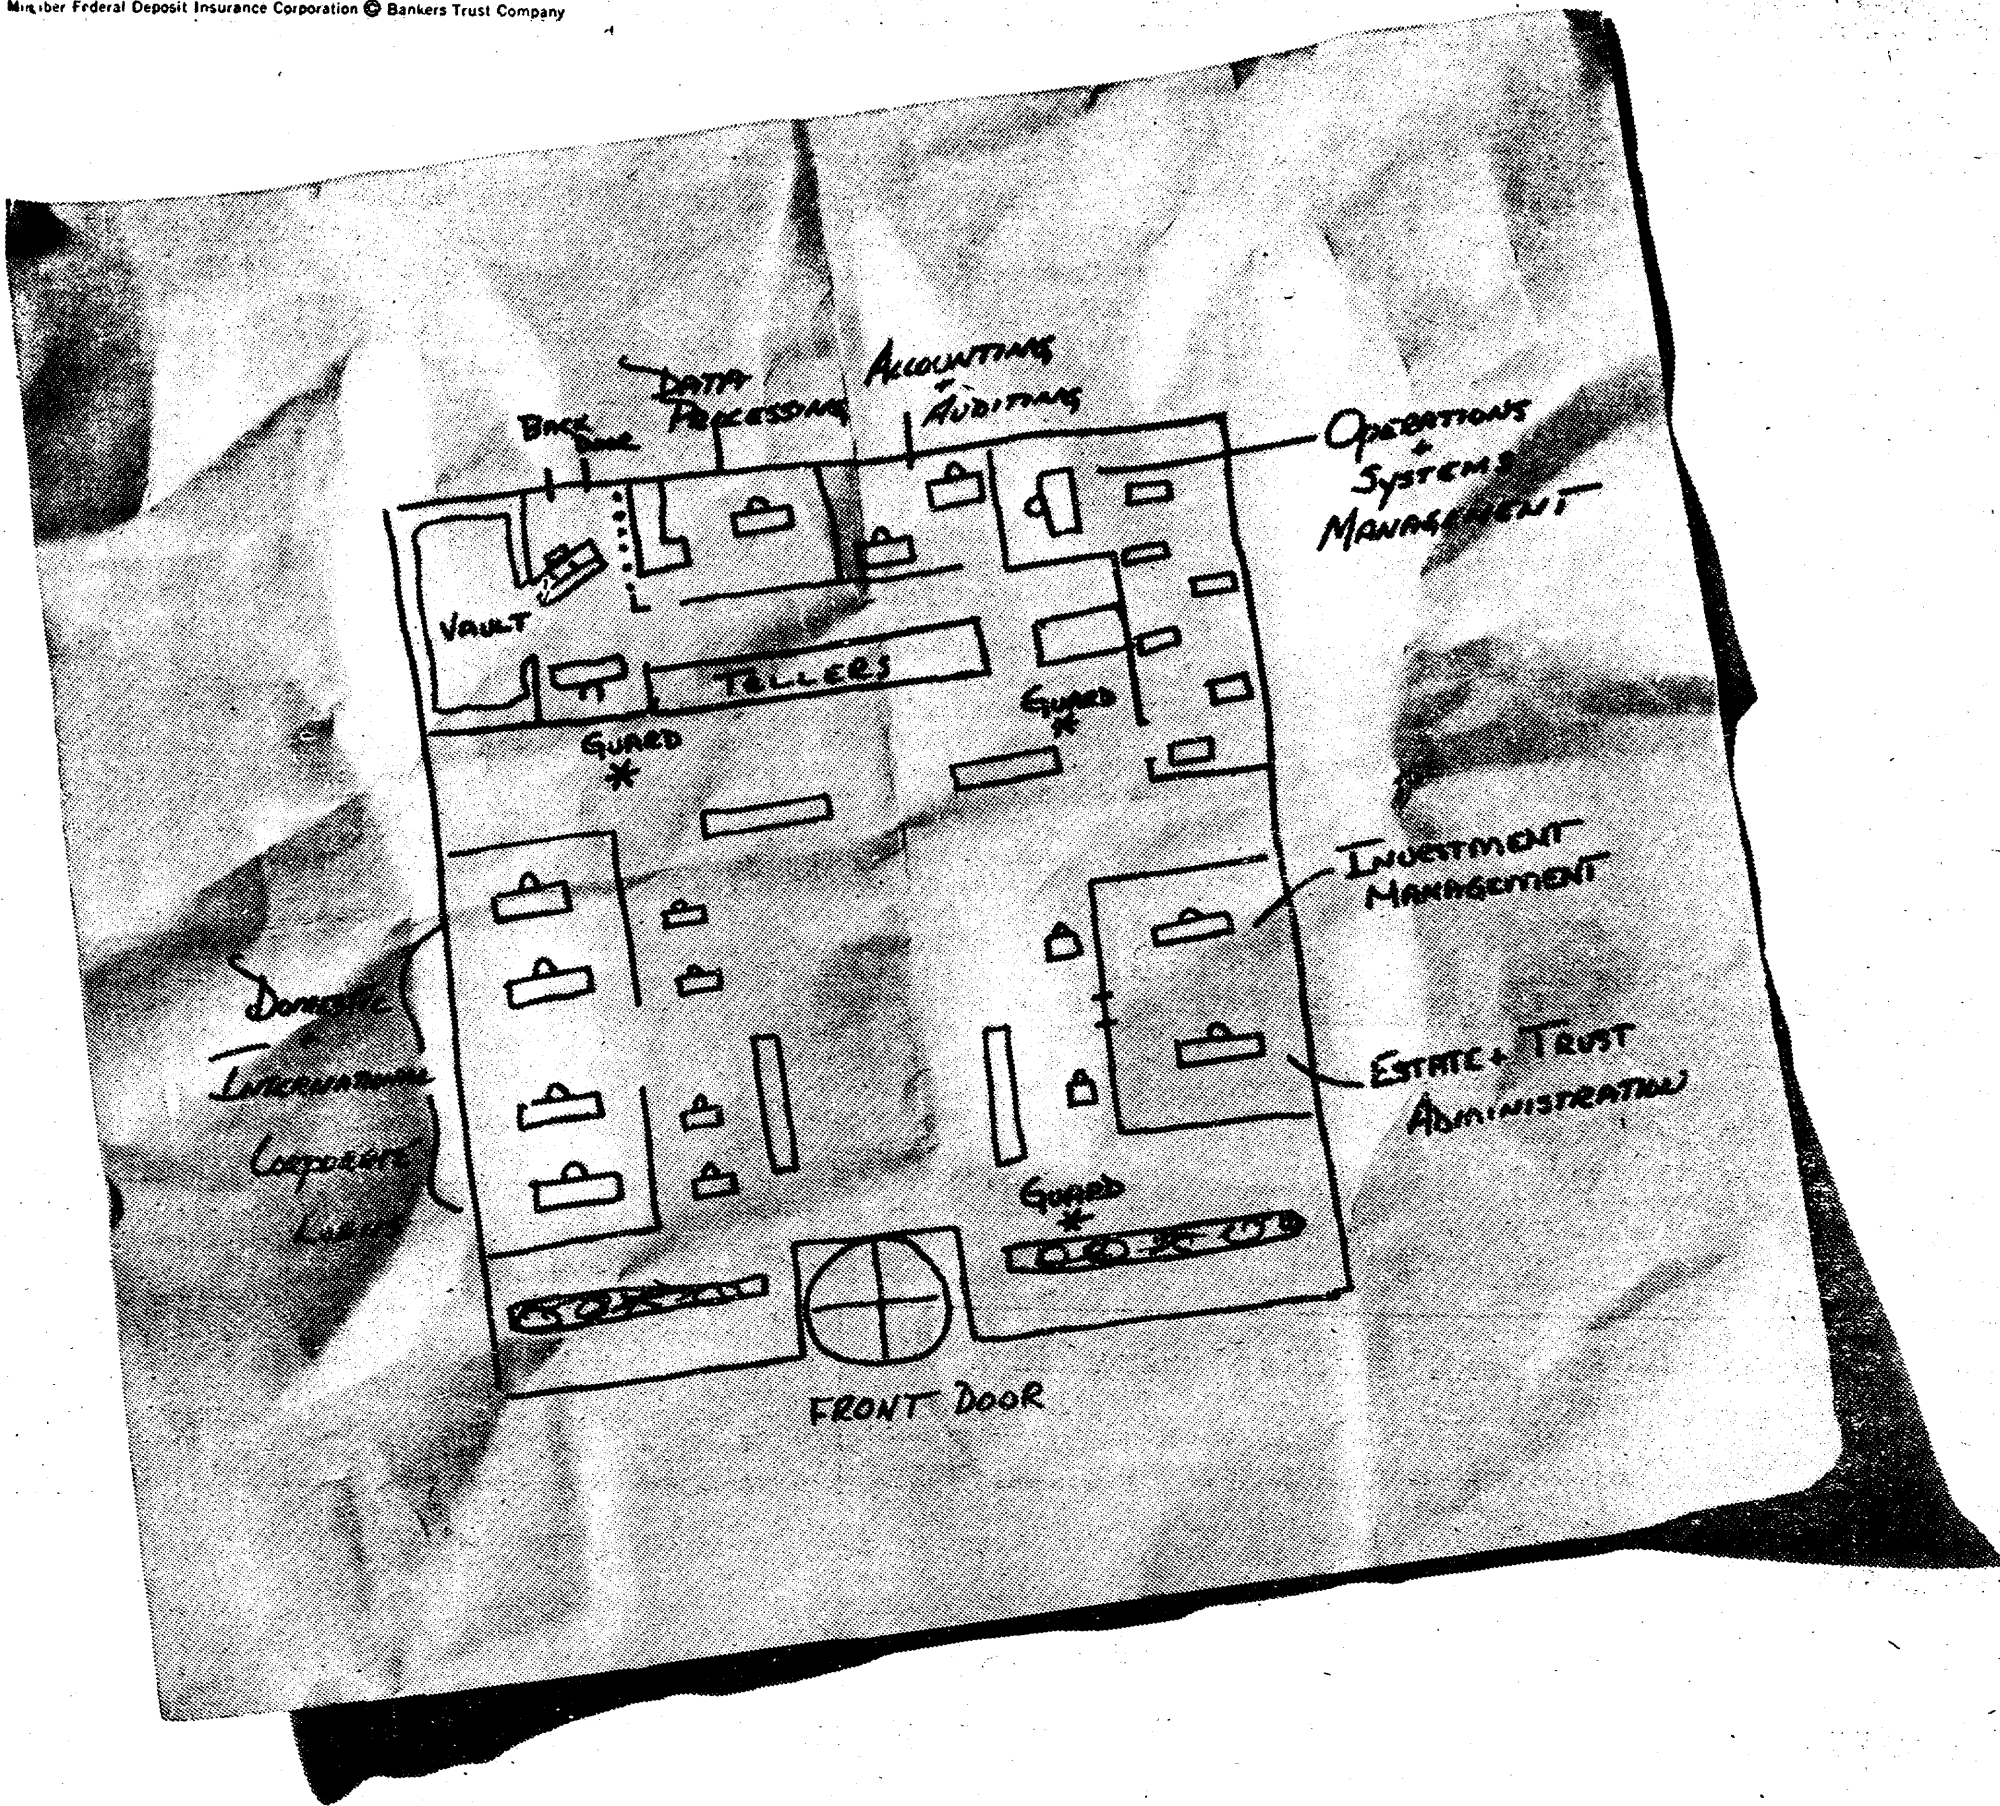 Member Federal Deposit Insurance Corporation © Bankers Trust Company
DATA
PROCESSING
ACCOUNTING
+
AUDITING
BACK
DOOR
OPERATIONS
+
SYSTEMS
MANAGEMENT
VAULT
TELLERS
GUARD
GUARD
INVESTMENT
MANAGEMENT
DOMESTIC
+
INTERNATIONAL
CORPORATE
ESTATE + TRUST
ADMINISTRATION
GUARD
FRONT DOOR